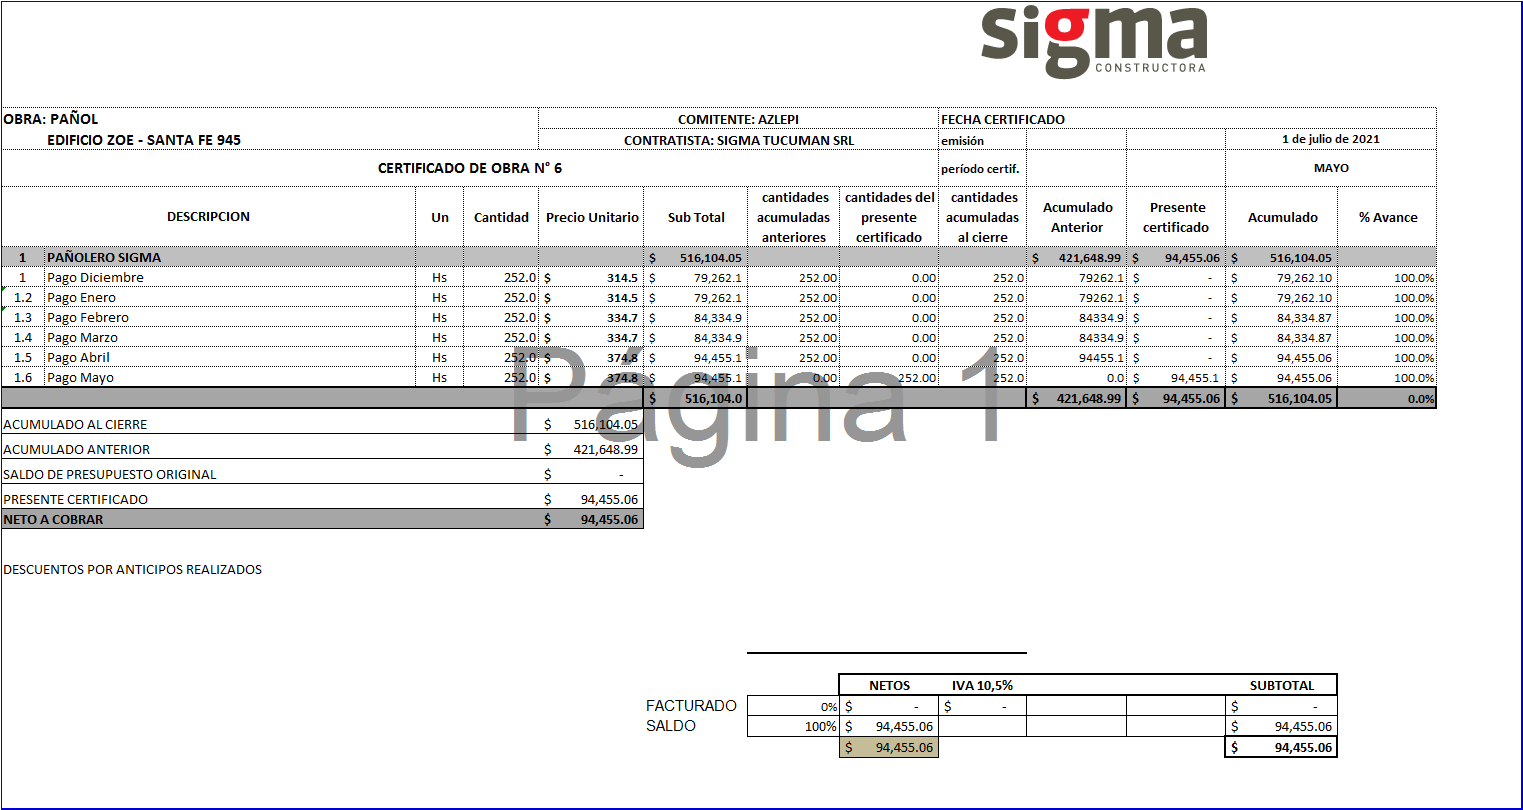 sigma
CONSTRUCTORA
OBRA: PAÑOL COMITENTE: AZLEPI FECHA CERTIFICADO
EDIFICIO ZOE - SANTA FE 945 CONTRATISTA: SIGMA TUCUMAN SRL emisión 1 de julio de 2021
CERTIFICADO DE OBRA N° 6 período certif. MAYO
DESCRIPCION Un Cantidad Precio Unitario Sub Total cantidades acumuladas anteriores cantidades del presente certificado cantidades acumuladas al cierre Acumulado Anterior Presente certificado Acumulado % Avance
1 PAÑOLERO SIGMA $ 516,104.05 $ 421,648.99 $ 94,455.06 $ 516,104.05
1 Pago Diciembre Hs 252.0 $ 314.5 $ 79,262.1 252.00 0.00 252.0 79262.1 $ - $ 79,262.10 100.0%
1.2 Pago Enero Hs 252.0 $ 314.5 $ 79,262.1 252.00 0.00 252.0 79262.1 $ - $ 79,262.10 100.0%
1.3 Pago Febrero Hs 252.0 $ 334.7 $ 84,334.9 252.00 0.00 252.0 84334.9 $ - $ 84,334.87 100.0%
1.4 Pago Marzo Hs 252.0 $ 334.7 $ 84,334.9 252.00 0.00 252.0 84334.9 $ - $ 84,334.87 100.0%
1.5 Pago Abril Hs 252.0 $ 374.8 $ 94,455.1 252.00 0.00 252.0 94455.1 $ - $ 94,455.06 100.0%
1.6 Pago Mayo Hs 252.0 $ 374.8 $ 94,455.1 0.00 252.00 252.0 0.0 $ 94,455.1 $ 94,455.06 100.0%
$ 516,104.0 $ 421,648.99 $ 94,455.06 $ 516,104.05 0.0%
Página 1
ACUMULADO AL CIERRE $ 516,104.05
ACUMULADO ANTERIOR $ 421,648.99
SALDO DE PRESUPUESTO ORIGINAL $ -
PRESENTE CERTIFICADO $ 94,455.06
NETO A COBRAR $ 94,455.06
DESCUENTOS POR ANTICIPOS REALIZADOS
NETOS IVA 10,5% SUBTOTAL
FACTURADO 0% $ - $ - $ -
SALDO 100% $ 94,455.06 $ 94,455.06
$ 94,455.06 $ 94,455.06